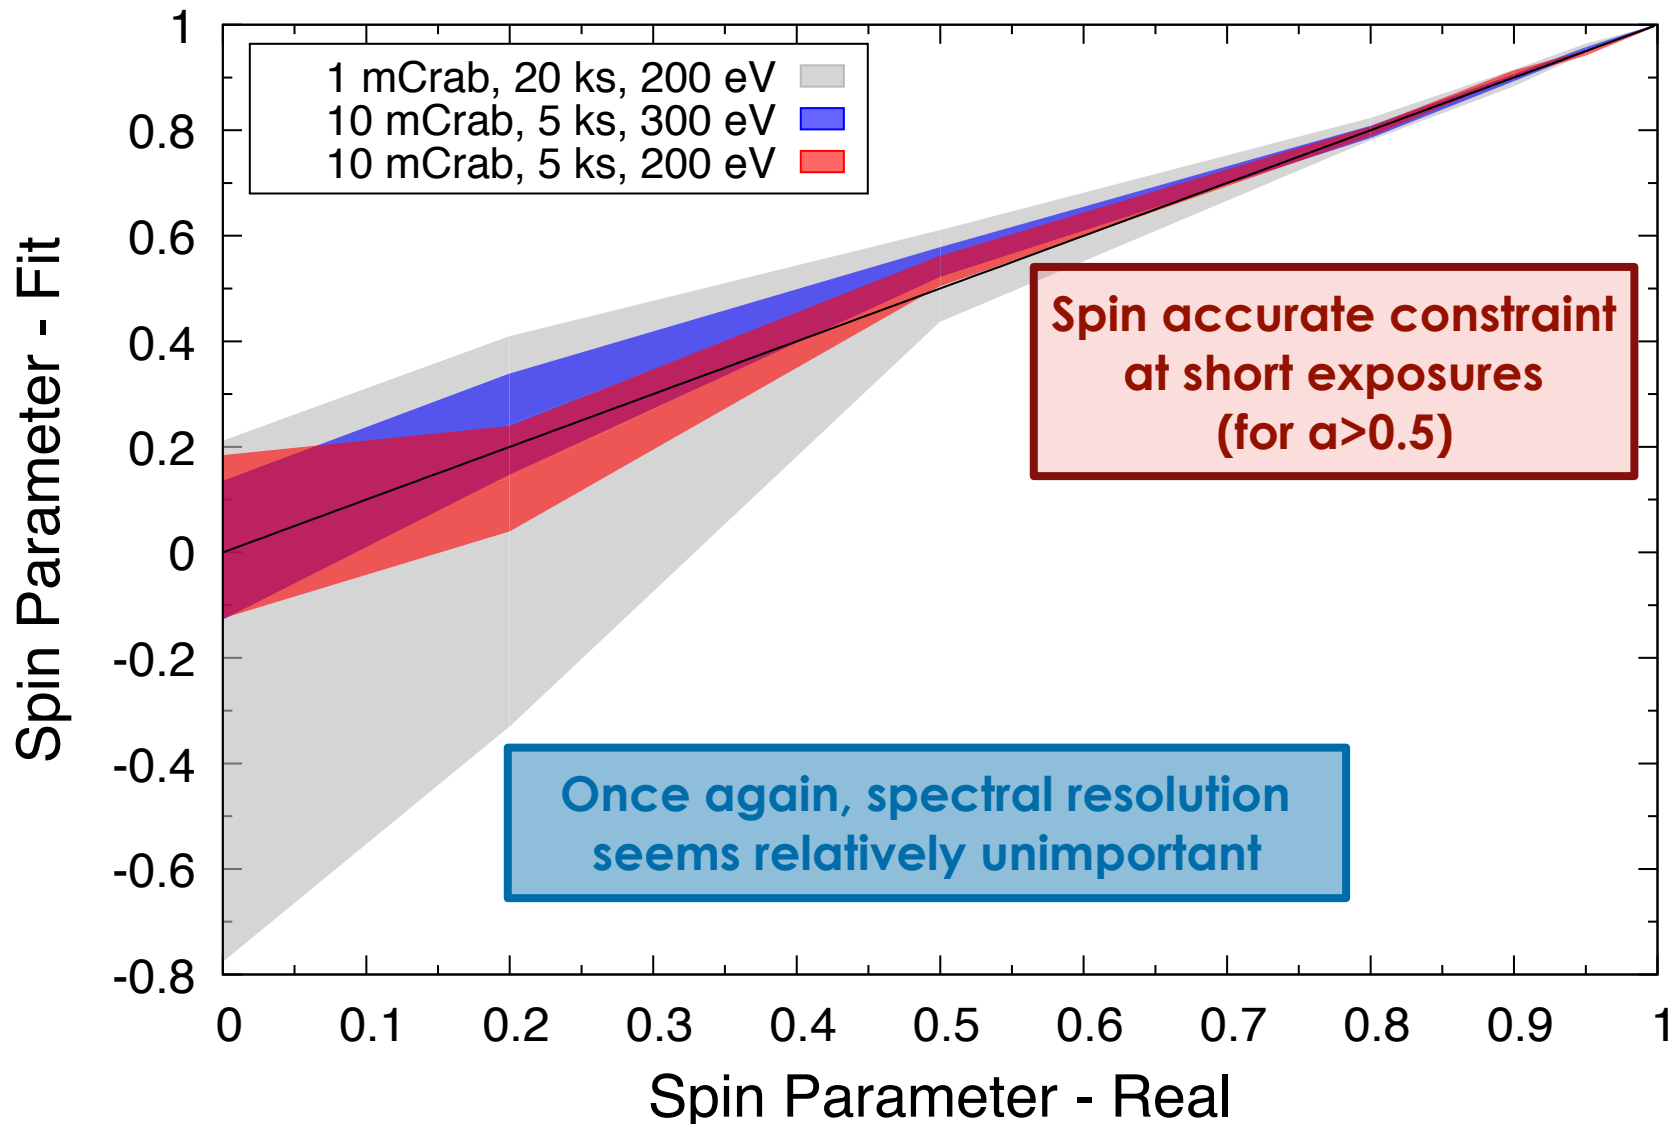 1 mCrab, 20 ks, 200 eV
10 mCrab, 5 ks, 300 eV
10 mCrab, 5 ks, 200 eV
Spin Parameter - Fit
1
0.8
0.6
0.4
0.2
0
-0.2
-0.4
-0.6
-0.8
Spin accurate constraint
at short exposures
(for a>0.5)
Once again, spectral resolution
seems relatively unimportant
0 0.1 0.2 0.3 0.4 0.5 0.6 0.7 0.8 0.9 1
Spin Parameter - Real